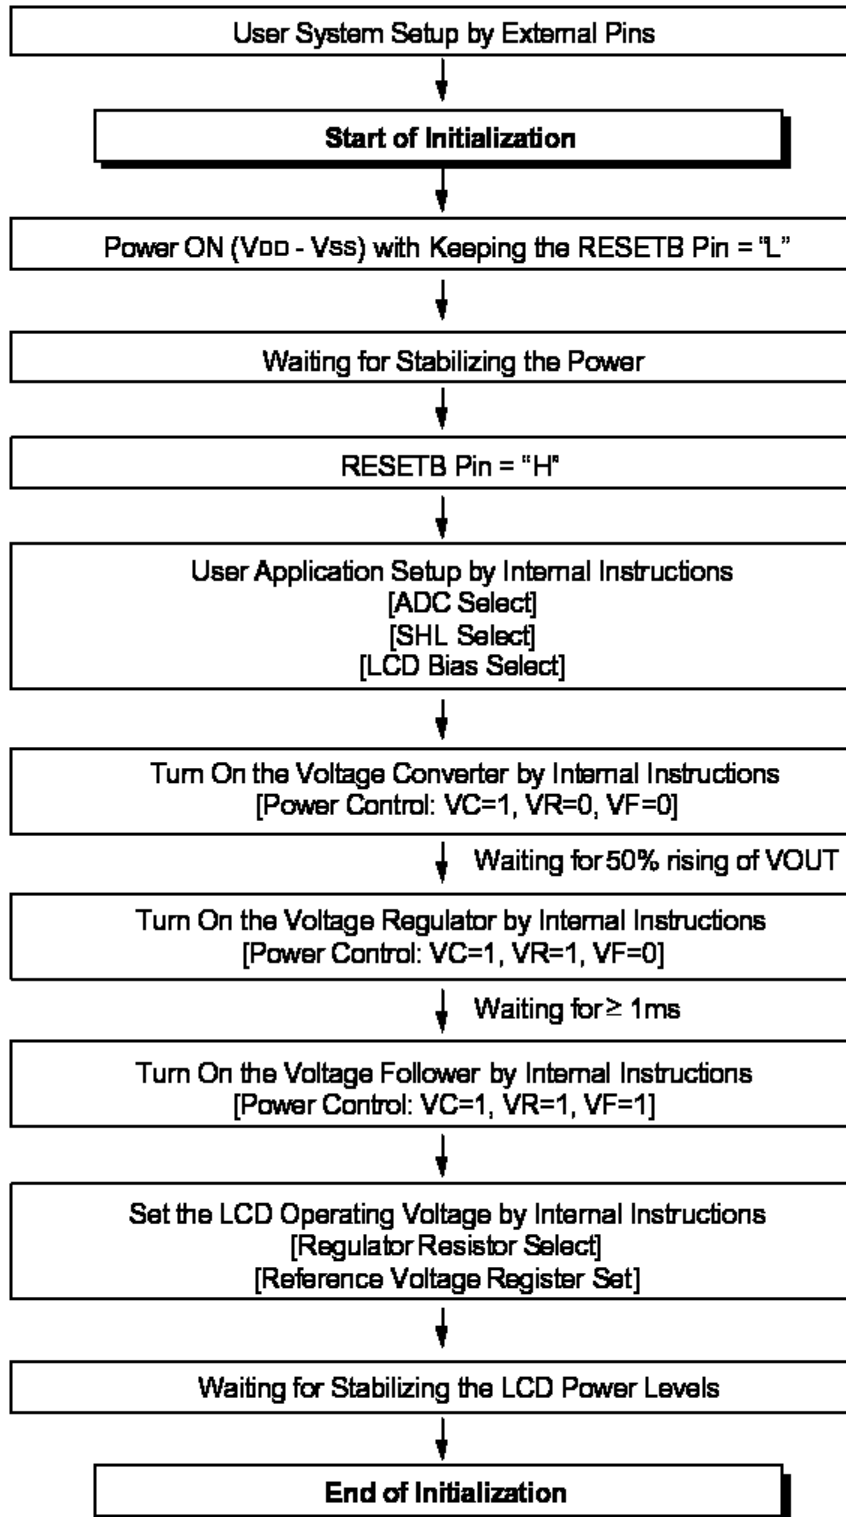 User System Setup by External Pins
Start of Initialization
Power ON (VDD - VSS) with Keeping the RESETB Pin = "L"
Waiting for Stabilizing the Power
RESETB Pin = "H"
User Application Setup by Internal Instructions
[ADC Select]
[SHL Select]
[LCD Bias Select]
Turn On the Voltage Converter by Internal Instructions
[Power Control: VC=1, VR=0, VF=0]
Waiting for 50% rising of VOUT
Turn On the Voltage Regulator by Internal Instructions
[Power Control: VC=1, VR=1, VF=0]
Waiting for ≥ 1ms
Turn On the Voltage Follower by Internal Instructions
[Power Control: VC=1, VR=1, VF=1]
Set the LCD Operating Voltage by Internal Instructions
[Regulator Resistor Select]
[Reference Voltage Register Set]
Waiting for Stabilizing the LCD Power Levels
End of Initialization